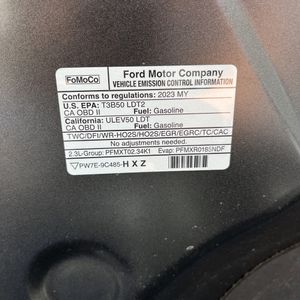 FoMoCo
Ford Motor Company
VEHICLE EMISSION CONTROL INFORMATION
Conforms to regulations: 2023 MY
U.S. EPA: T3B50 LDT2
CA OBD II Fuel: Gasoline
California: ULEV50 LDT
CA OBD II Fuel: Gasoline
TWC/DFI/WR-HO2S/HO2S/EGR/EGRC/TC/CAC
No adjustments needed.
2.3L-Group: PFMXT02.34K1 Evap: PFMXR0185NDF
PW7E-9C485-HXZ